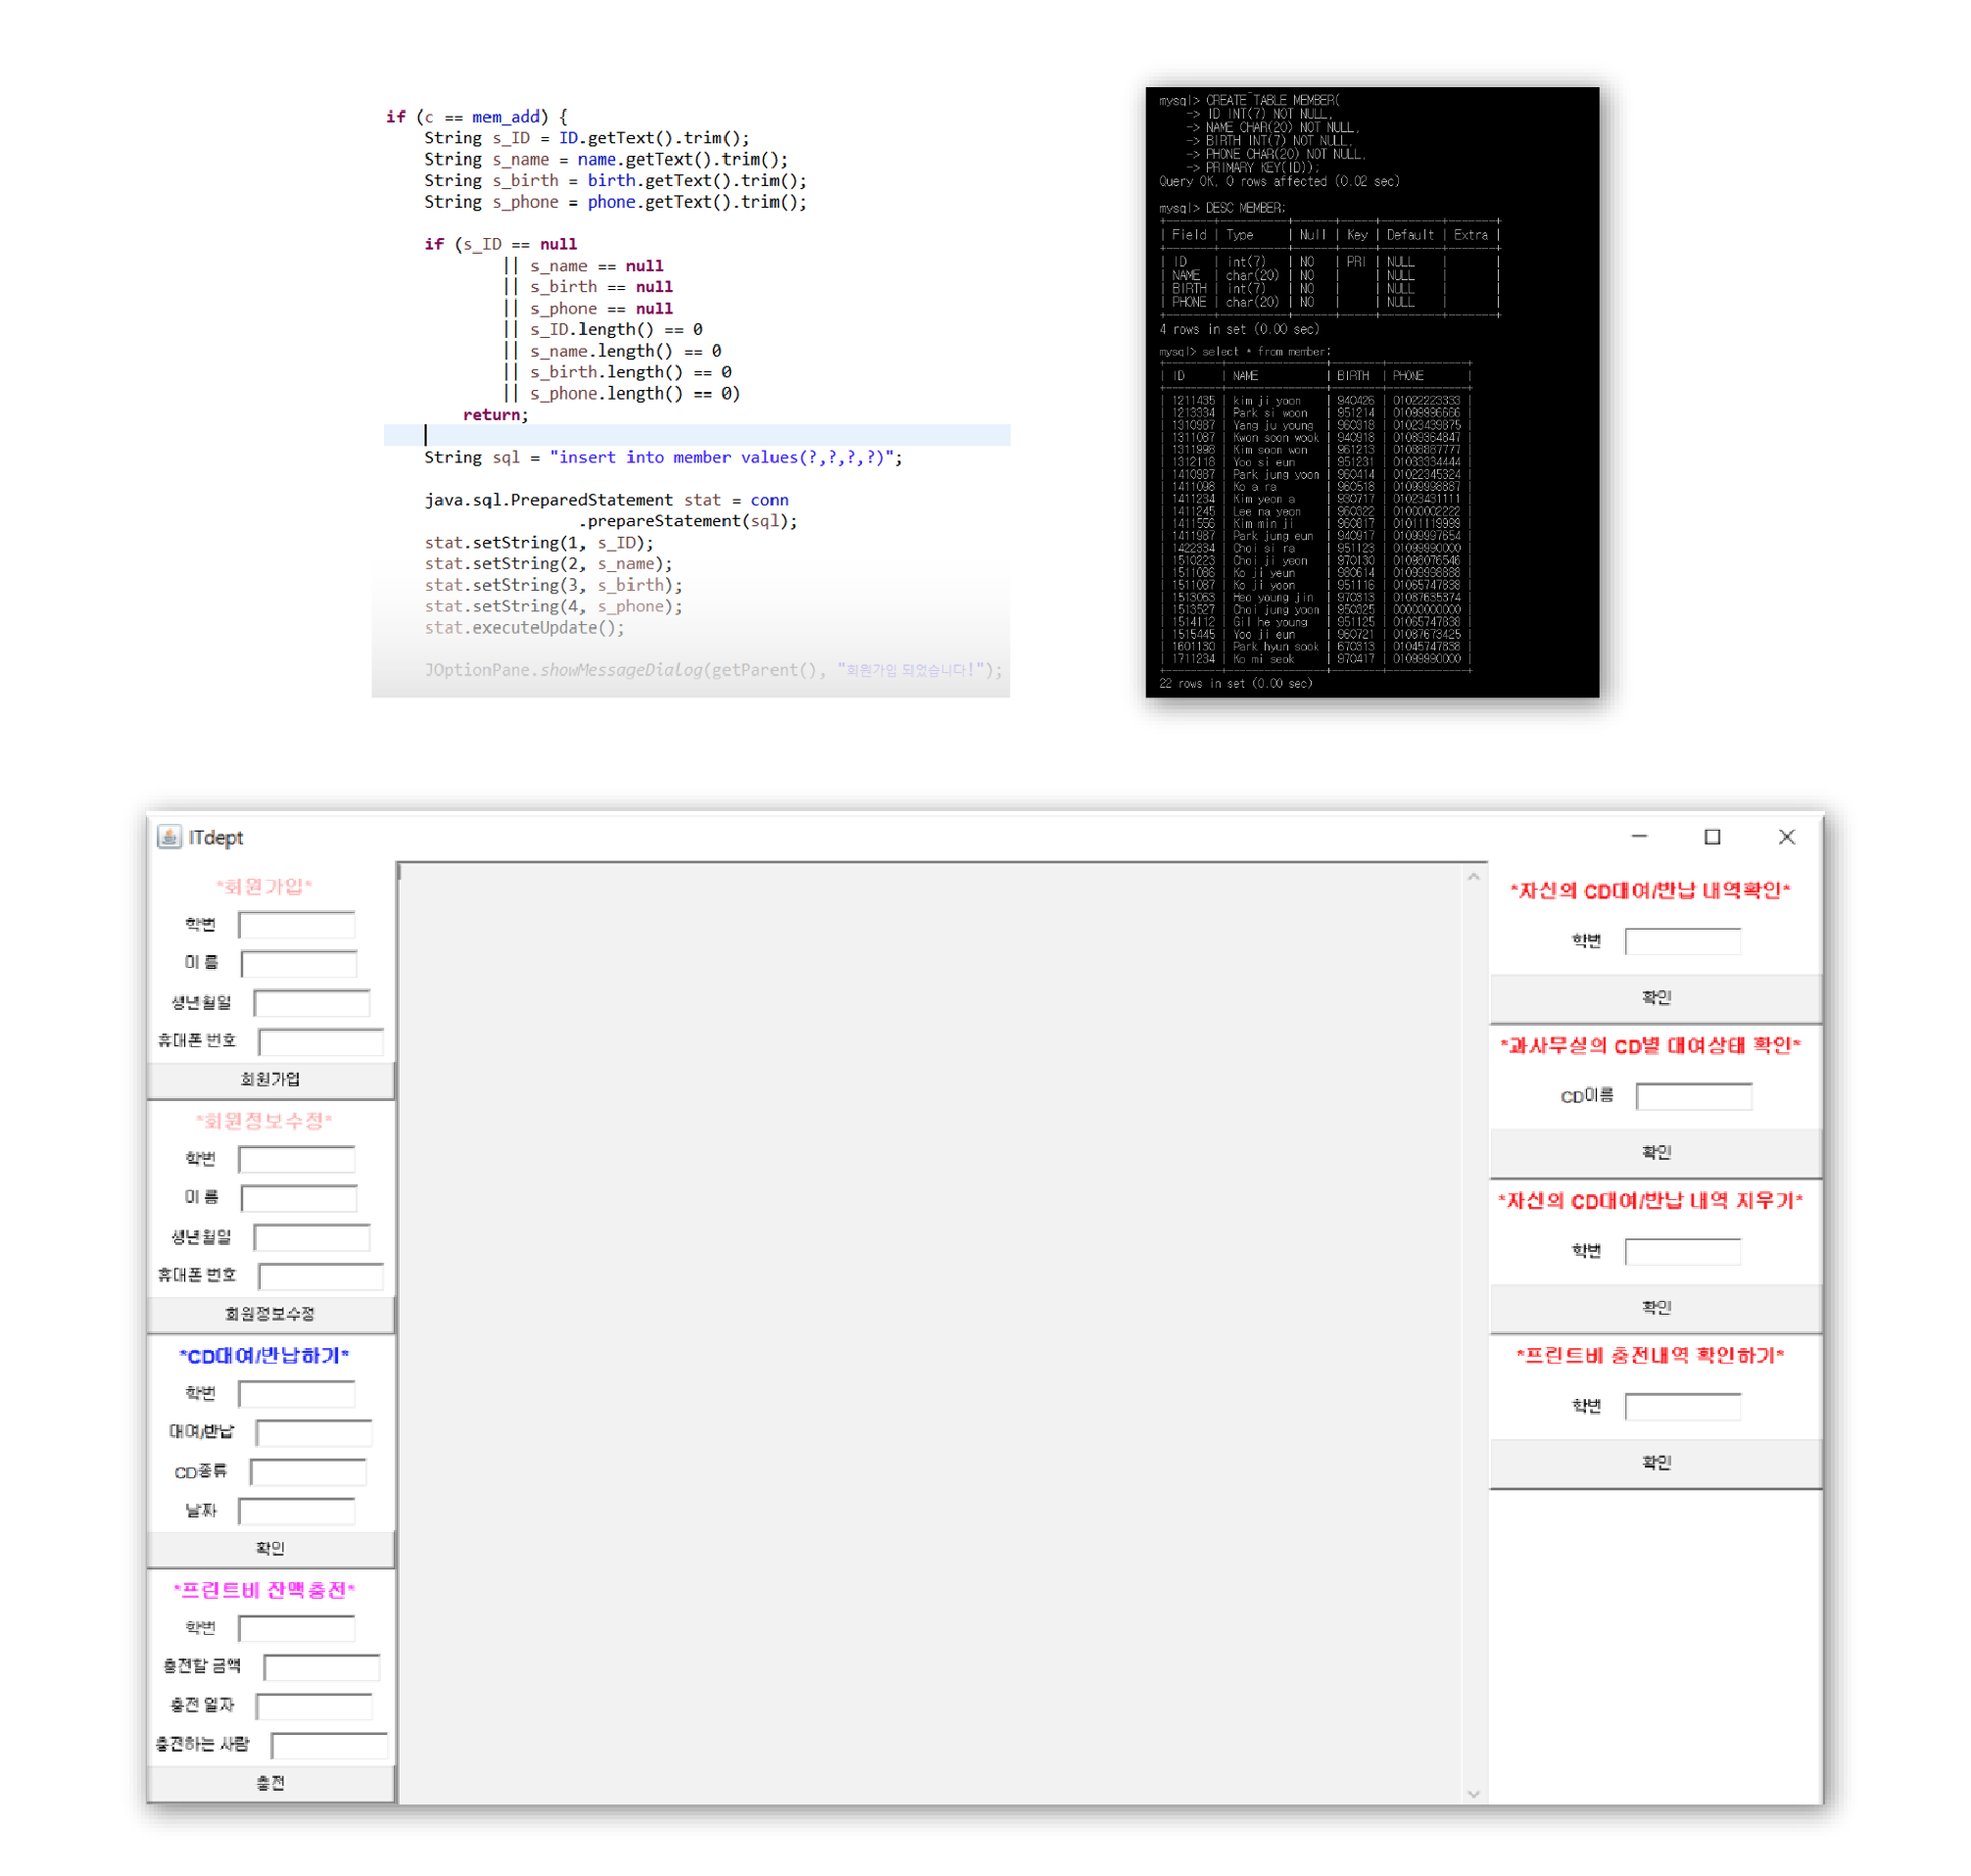 if (c == mem_add) {
String s_ID = ID.getText().trim();
String s_name = name.getText().trim();
String s_birth = birth.getText().trim();
String s_phone = phone.getText().trim();
if (s_ID == null
|| s_name == null
|| s_birth == null
|| s_phone == null
|| s_ID.length() == 0
|| s_name.length() == 0
|| s_birth.length() == 0
|| s_phone.length() == 0)
return;
String sql = "insert into member values(?,?,?,?)";
java.sql.PreparedStatement stat = conn
.prepareStatement(sql);
stat.setString(1, s_ID);
stat.setString(2, s_name);
stat.setString(3, s_birth);
stat.setString(4, s_phone);
stat.executeUpdate();
JOptionPane.showMessageDialog(getParent(), "회원가입 되었습니다!");
mysql> CREATE TABLE MEMBER(
-> ID INT(7) NOT NULL,
-> NAME CHAR(20) NOT NULL,
-> BIRTH INT(7) NOT NULL,
-> PHONE CHAR(20) NOT NULL,
-> PRIMARY KEY(ID));
Query OK, 0 rows affected (0.02 sec)
mysql> DESC MEMBER;
| Field | Type | Null | Key | Default | Extra |
| ID | int(7) | NO | PRI | NULL | |
| NAME | char(20) | NO | | NULL | |
| BIRTH | int(7) | NO | | NULL | |
| PHONE | char(20) | NO | | NULL | |
4 rows in set (0.00 sec)
mysql> select * from member;
| ID | NAME | BIRTH | PHONE |
| 1211435 | kim ji yoon | 940426 | 01022223333 |
| 1213334 | Park si woon | 951214 | 01099996666 |
| 1310987 | Yang ju young | 960318 | 01023439875 |
| 1311087 | Kwon soon wook | 940918 | 01089364847 |
| 1311998 | Kim soon won | 961213 | 01088887777 |
| 1312118 | Yoo si eun | 951231 | 01033334444 |
| 1410987 | Park jung yoon | 960414 | 01022345324 |
| 1411098 | Ko a ra | 960518 | 01099998887 |
| 1411234 | Kim yeon a | 930717 | 01023431111 |
| 1411245 | Lee na yeon | 960322 | 01000002222 |
| 1411556 | Kim min ji | 960817 | 01011119999 |
| 1411987 | Park jung eun | 940917 | 01099997654 |
| 1422334 | Choi si ra | 951123 | 01099990000 |
| 1510223 | Choi ji yeon | 970130 | 01098076546 |
| 1511086 | Ko ji yeun | 980614 | 01099998888 |
| 1511087 | Ko ji yoon | 951116 | 01065747838 |
| 1513063 | Heo young jin | 970313 | 01087635374 |
| 1513527 | Choi jung yoon | 950325 | 00000000000 |
| 1514112 | Gil he young | 951125 | 01065747838 |
| 1515445 | Yoo ji eun | 960721 | 01087673425 |
| 1601130 | Park hyun sook | 670313 | 01045747838 |
| 1711234 | Ko mi seok | 970417 | 01099990000 |
22 rows in set (0.00 sec)
ITdept
*회원가입*
학번
이름
생년월일
휴대폰 번호
회원가입
*회원정보수정*
학번
이름
생년월일
휴대폰 번호
회원정보수정
*CD대여/반납하기*
학번
대여/반납
CD종류
날짜
확인
*프린트비 잔액충전*
학번
충전할 금액
충전 일자
충전하는 사람
충전
*자신의 CD대여/반납 내역확인*
학번
확인
*과사무실의 CD별 대여상태 확인*
CD이름
확인
*자신의 CD대여/반납 내역 지우기*
학번
확인
*프린트비 충전내역 확인하기*
학번
확인